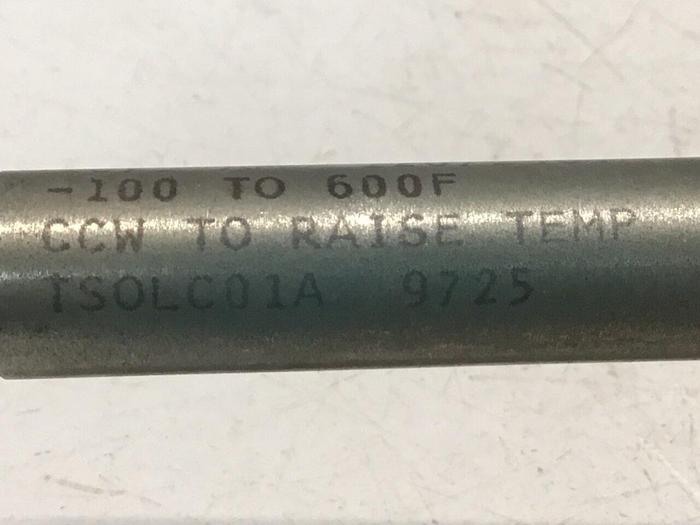 -100 TO 600F
CCW TO RAISE TEMP
TSOLC01A 9725